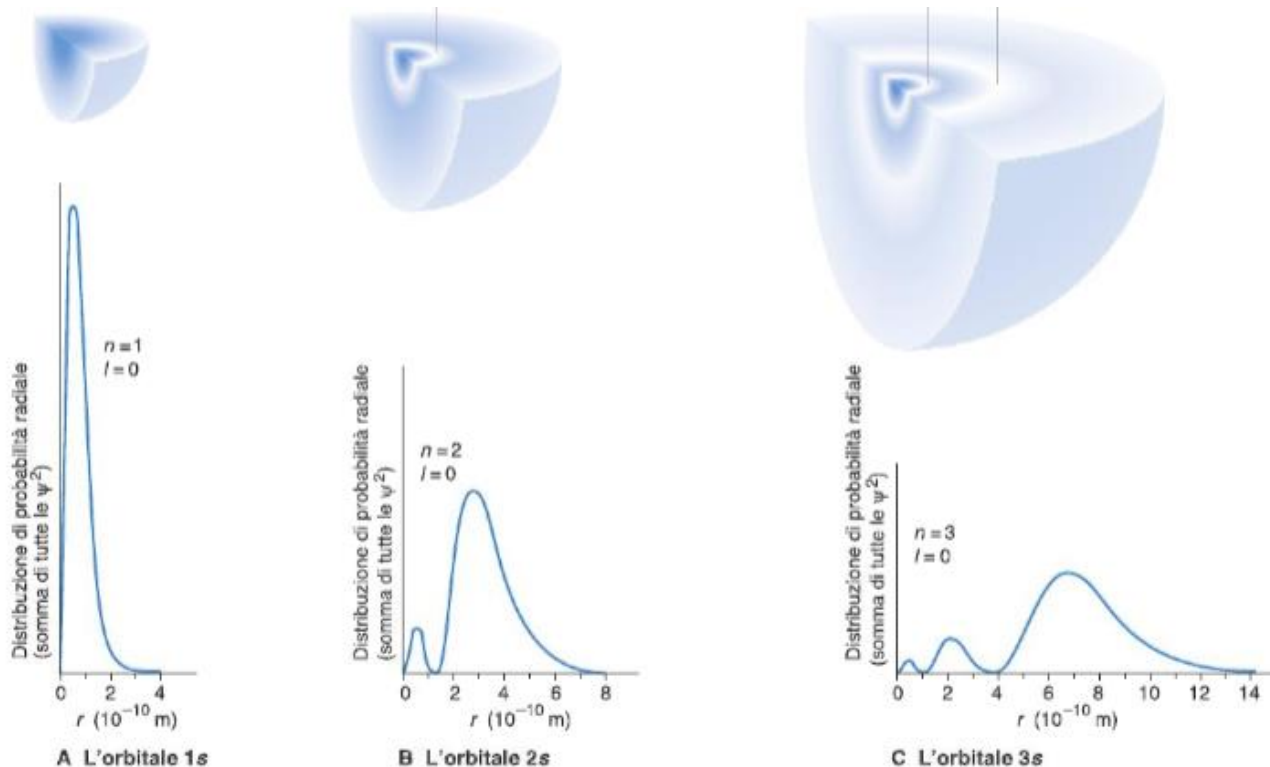 Distribuzione di probabilità radiale
(somma di tutte le ψ²)
n = 1
l = 0
0 2 4
r (10⁻¹⁰ m)
A L'orbitale 1s
Distribuzione di probabilità radiale
(somma di tutte le ψ²)
n = 2
l = 0
0 2 4 6 8
r (10⁻¹⁰ m)
B L'orbitale 2s
Distribuzione di probabilità radiale
(somma di tutte le ψ²)
n = 3
l = 0
0 2 4 6 8 10 12 14
r (10⁻¹⁰ m)
C L'orbitale 3s